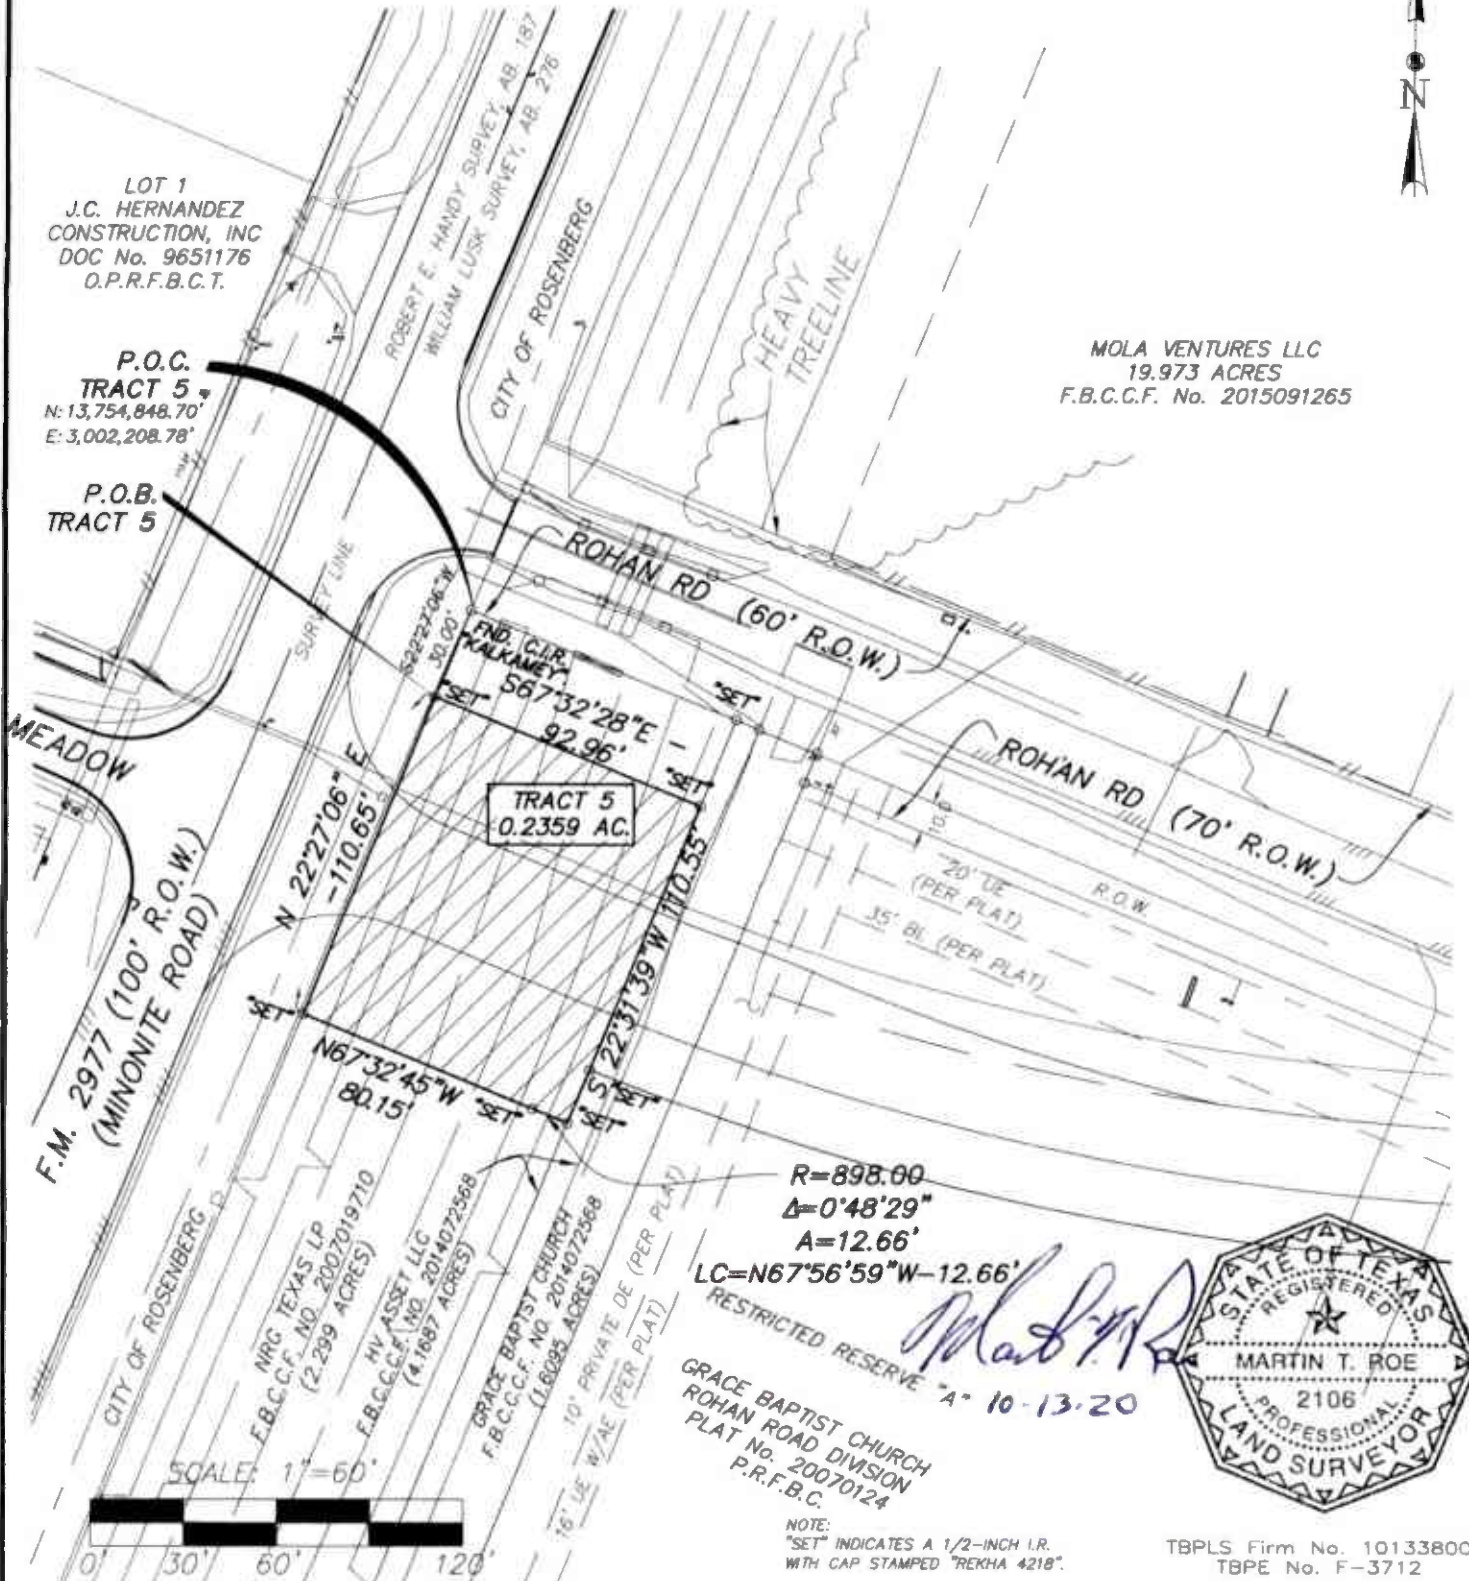 N
LOT 1
J.C. HERNANDEZ
CONSTRUCTION, INC
DOC No. 9651176
O.P.R.F.B.C.T.
ROBERT E. HANDY SURVEY, AB. 187
WILLIAM LUSK SURVEY, AB. 276
CITY OF ROSENBERG
HEAVY
TREELINE
MOLA VENTURES LLC
19.973 ACRES
F.B.C.C.F. No. 2015091265
P.O.C.
TRACT 5
N: 13,754,848.70'
E: 3,002,208.78'
P.O.B.
TRACT 5
SURVEY LINE
S22°27'06"W
30.00'
FND. C.I.R.
"KALKAMEY"
ROHAN RD (60' R.O.W.)
"SET"
S67°32'28"E
92.96'
"SET"
"SET"
ROHAN RD (70' R.O.W.)
MEADOW
TRACT 5
0.2359 AC.
N 22°27'06" E
110.65'
S 22°31'39"W 110.55'
10.0
20' UE
(PER PLAT)
R.O.W.
35' BL (PER PLAT)
F.M. 2977 (100' R.O.W.)
(MINONITE ROAD)
"SET"
N67°32'45"W
80.15'
"SET"
"SET"
"SET"
R=898.00
Δ=0°48'29"
A=12.66'
LC=N67°56'59"W-12.66'
CITY OF ROSENBERG
NRG TEXAS LP
F.B.C.C.F. NO. 2007019710
(2.299 ACRES)
HV ASSET LLC
F.B.C.C.F. NO. 2014072568
(4.1687 ACRES)
GRACE BAPTIST CHURCH
F.B.C.C.F. NO. 2014072568
(1.6095 ACRES)
10' PRIVATE DE (PER PLAT)
16' UE W/AE (PER PLAT)
RESTRICTED RESERVE "A"
10-13-20
GRACE BAPTIST CHURCH
ROHAN ROAD DIVISION
PLAT No. 20070124
P.R.F.B.C.
STATE OF TEXAS
REGISTERED
MARTIN T. ROE
2106
PROFESSIONAL
LAND SURVEYOR
SCALE: 1"=60'
0' 30' 60' 120'
NOTE:
"SET" INDICATES A 1/2-INCH I.R.
WITH CAP STAMPED "REKHA 4218".
TBPLS Firm No. 10133800
TBPE No. F-3712